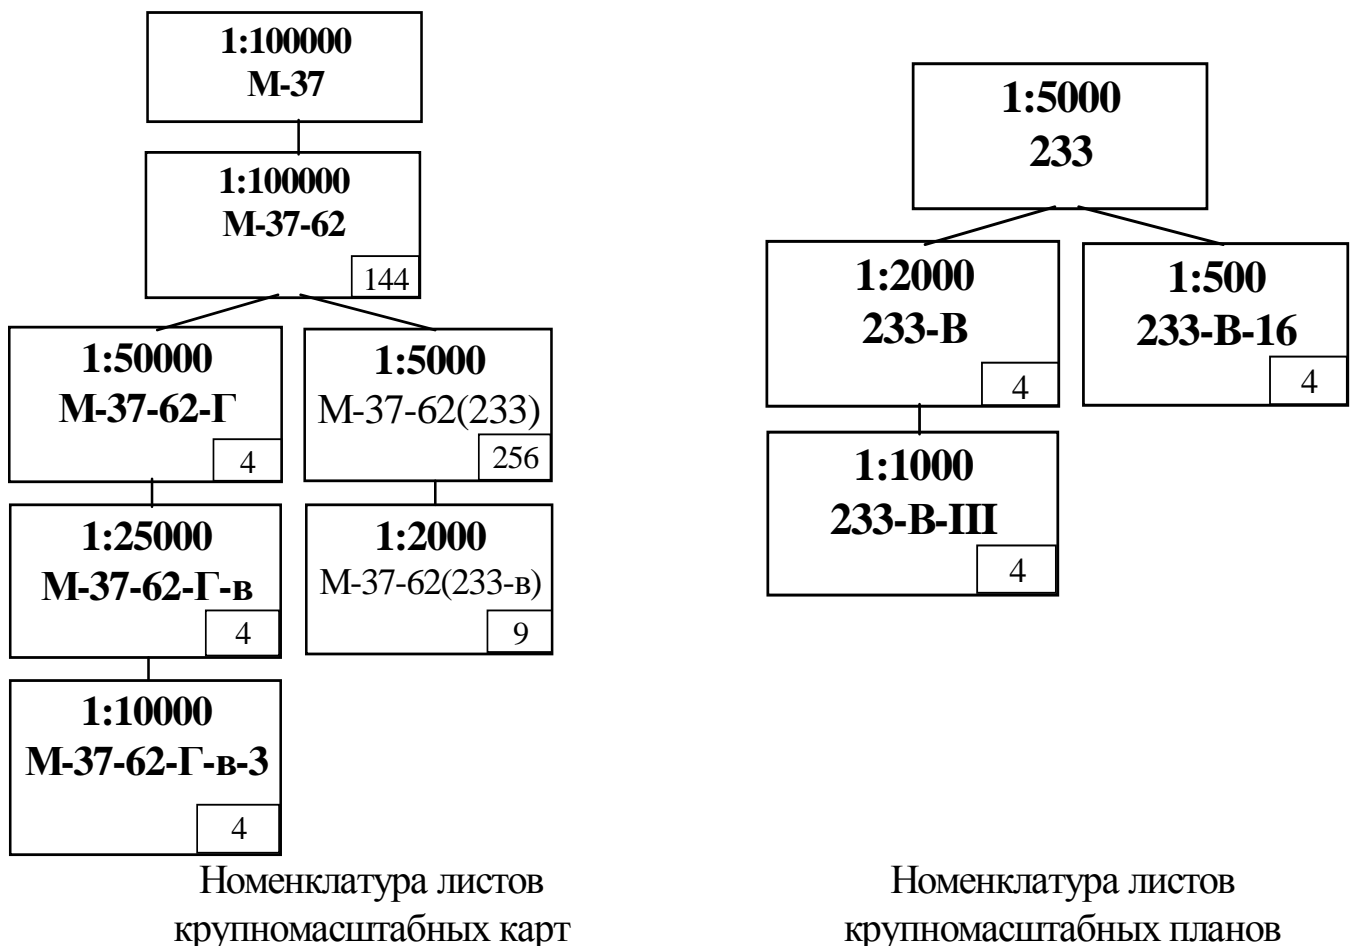 1:100000
М-37
1:100000
М-37-62
144
1:50000
М-37-62-Г
4
1:5000
М-37-62(233)
256
1:25000
М-37-62-Г-в
4
1:2000
М-37-62(233-в)
9
1:10000
М-37-62-Г-в-3
4
Номенклатура листов
крупномасштабных карт
1:5000
233
1:2000
233-В
4
1:500
233-В-16
4
1:1000
233-В-III
4
Номенклатура листов
крупномасштабных планов